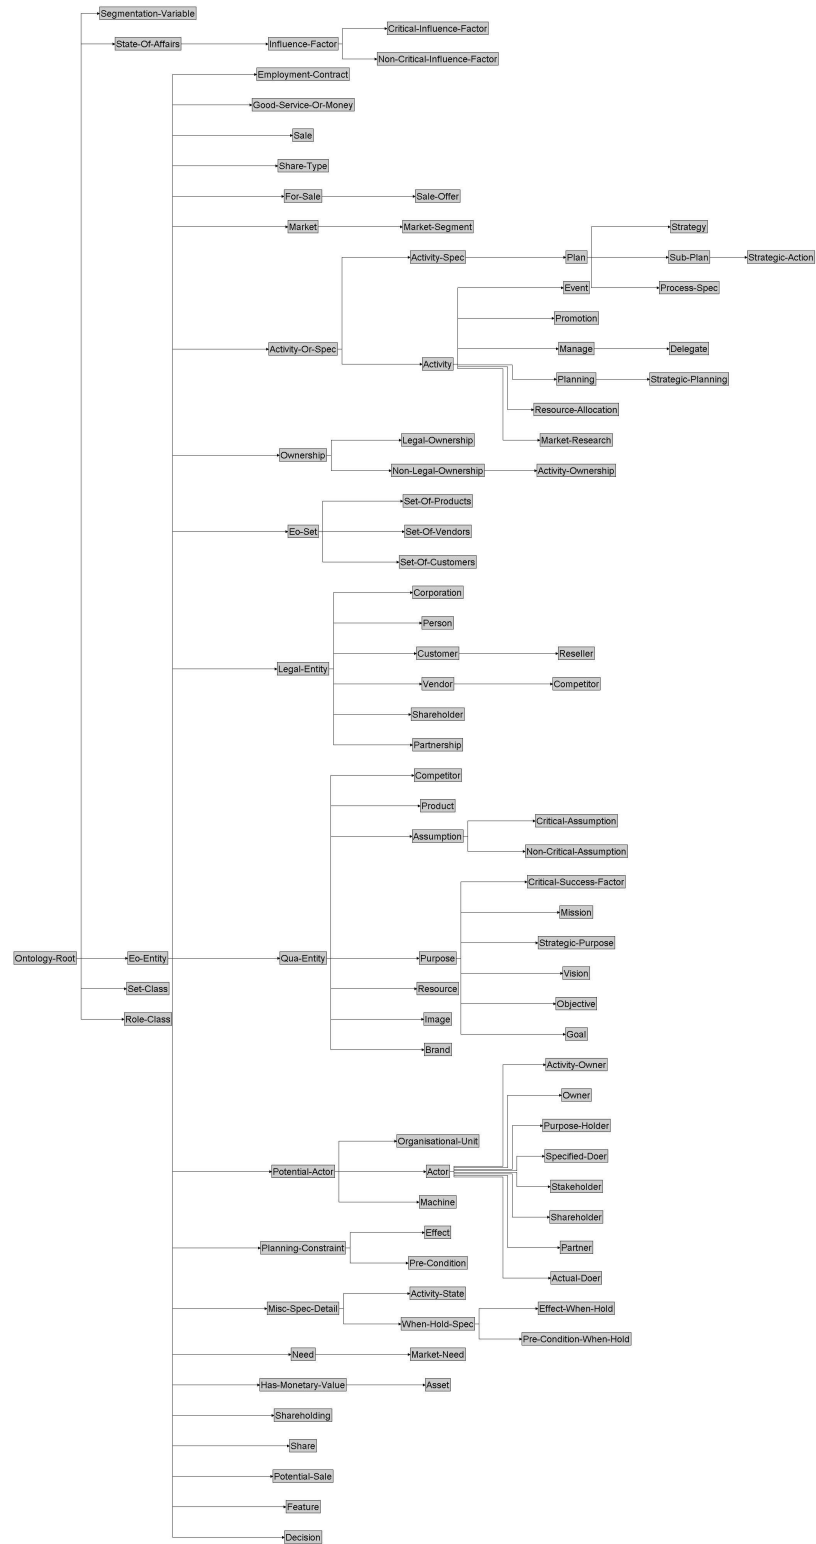 Segmentation-Variable
Critical-Influence-Factor
State-Of-Affairs
Influence-Factor
Non-Critical-Influence-Factor
Employment-Contract
Good-Service-Or-Money
Sale
Share-Type
For-Sale
Sale-Offer
Market
Market-Segment
Strategy
Activity-Spec
Plan
Sub-Plan
Strategic-Action
Event
Process-Spec
Promotion
Activity-Or-Spec
Manage
Delegate
Activity
Planning
Strategic-Planning
Resource-Allocation
Legal-Ownership
Market-Research
Ownership
Non-Legal-Ownership
Activity-Ownership
Set-Of-Products
Eo-Set
Set-Of-Vendors
Set-Of-Customers
Corporation
Person
Customer
Reseller
Legal-Entity
Vendor
Competitor
Shareholder
Partnership
Competitor
Product
Critical-Assumption
Assumption
Non-Critical-Assumption
Critical-Success-Factor
Mission
Strategic-Purpose
Ontology-Root
Eo-Entity
Qua-Entity
Purpose
Vision
Set-Class
Resource
Objective
Role-Class
Image
Goal
Brand
Activity-Owner
Owner
Purpose-Holder
Organisational-Unit
Specified-Doer
Potential-Actor
Actor
Stakeholder
Machine
Shareholder
Effect
Planning-Constraint
Partner
Pre-Condition
Actual-Doer
Activity-State
Misc-Spec-Detail
Effect-When-Hold
When-Hold-Spec
Pre-Condition-When-Hold
Need
Market-Need
Has-Monetary-Value
Asset
Shareholding
Share
Potential-Sale
Feature
Decision